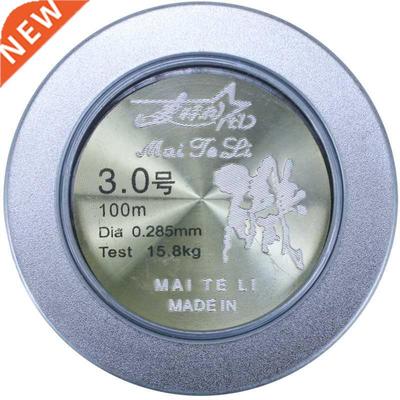 NEW
Mai Te Li
3.0号
100m
Dia 0.285mm
Test 15.8kg
MAI TE LI
MADE IN